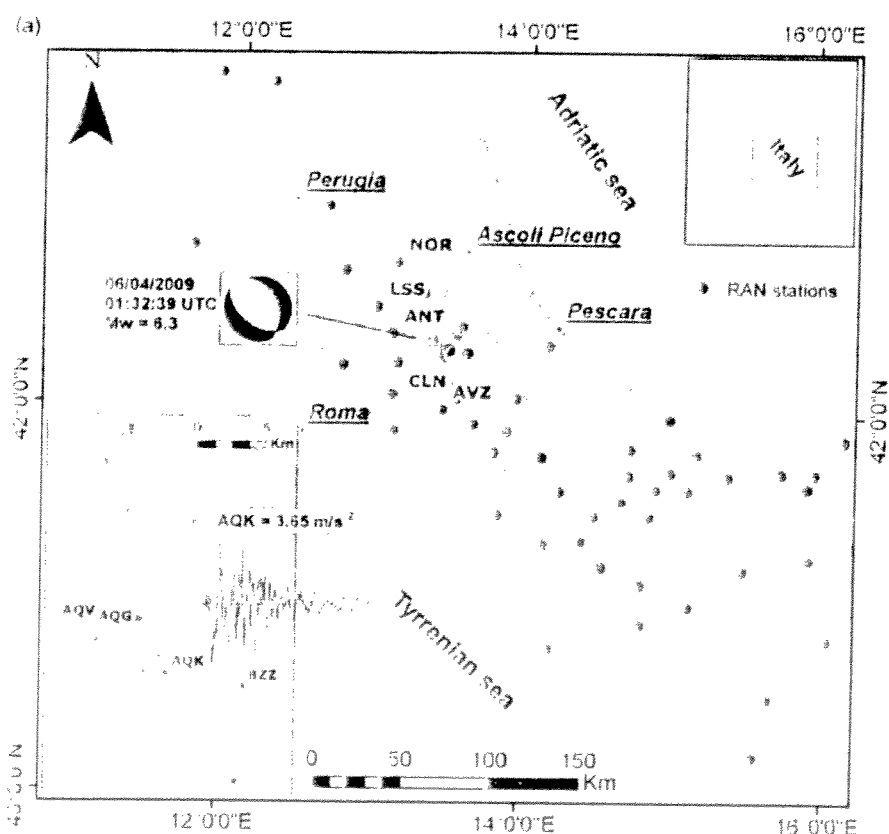 (a)
12°0'0"E
14°0'0"E
16°0'0"E
N
Adriatic sea
Italy
Perugia
NOR
Ascoli Piceno
06/04/2009
01:32:39 UTC
Mw = 6.3
LSS
RAN stations
ANT
Pescara
CLN
AVZ
42°0'0"N
42°0'0"N
Roma
Km
AQK = 3.65 m/s²
AQV
AQG
AQK
Tyrrenian sea
0 50 100 150
Km
12°0'0"E
14°0'0"E
16°0'0"E